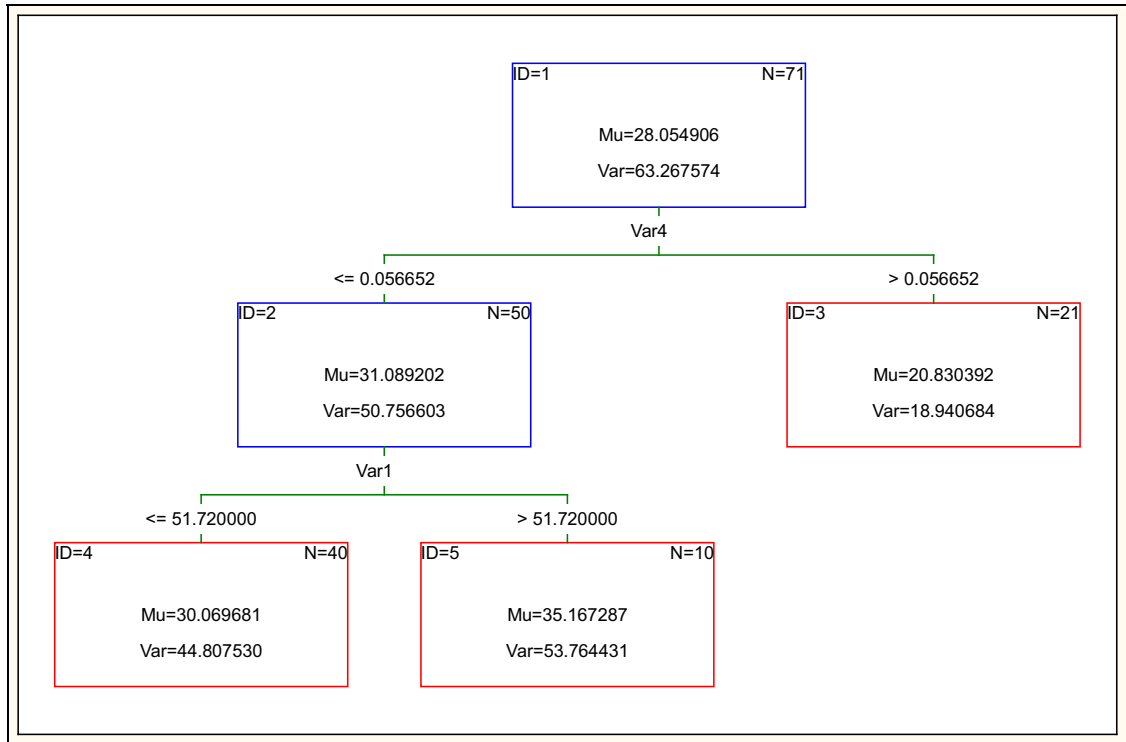 ID=1 N=71
Mu=28.054906
Var=63.267574
Var4
<= 0.056652 > 0.056652
ID=2 N=50 ID=3 N=21
Mu=31.089202 Mu=20.830392
Var=50.756603 Var=18.940684
Var1
<= 51.720000 > 51.720000
ID=4 N=40 ID=5 N=10
Mu=30.069681 Mu=35.167287
Var=44.807530 Var=53.764431